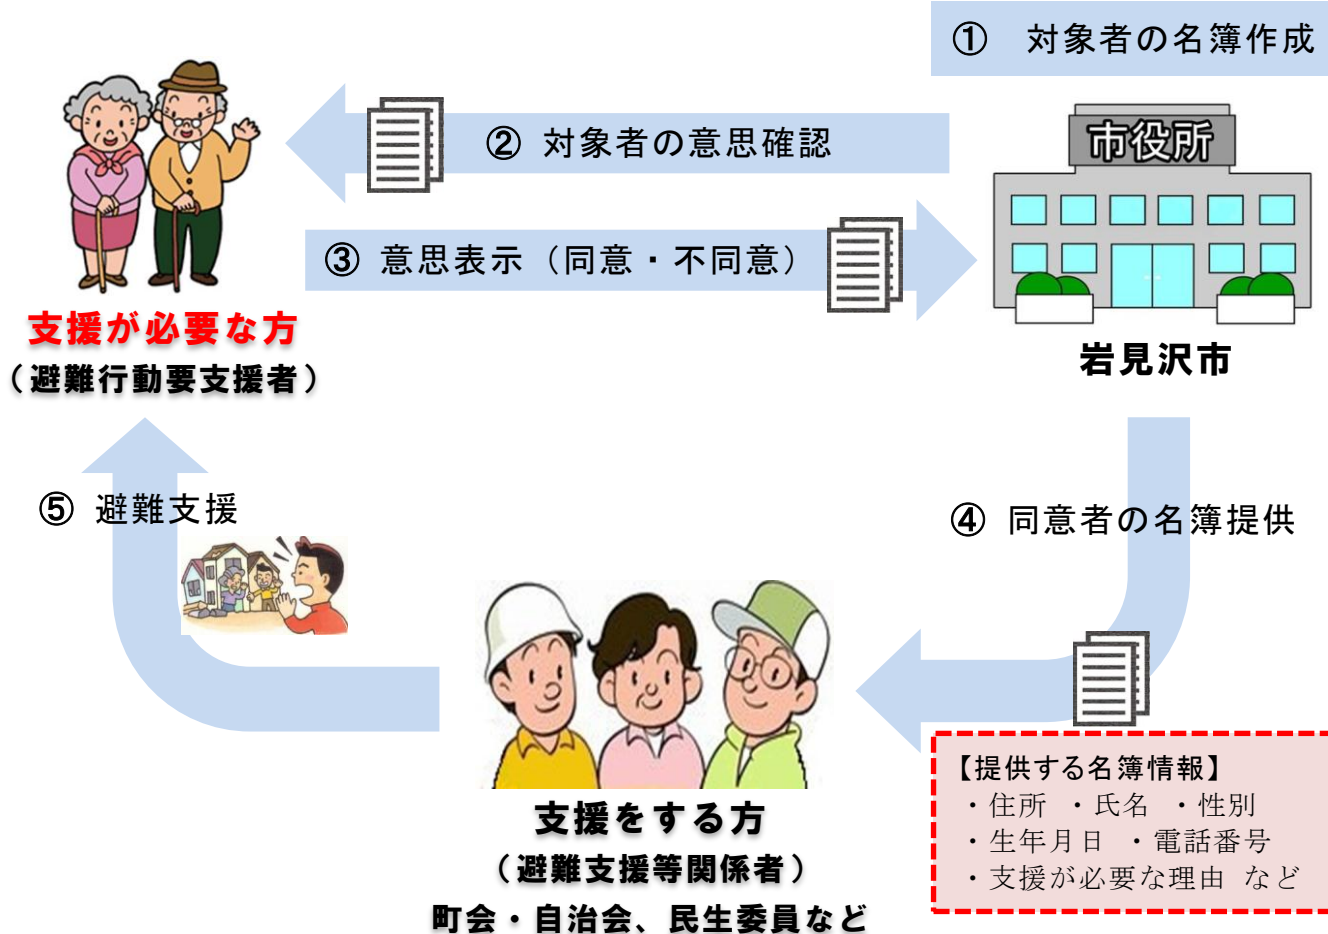 ① 対象者の名簿作成
② 対象者の意思確認
市役所
③ 意思表示（同意・不同意）
支援が必要な方
（避難行動要支援者）
岩見沢市
⑤ 避難支援
④ 同意者の名簿提供
支援をする方
（避難支援等関係者）
町会・自治会、民生委員など
【提供する名簿情報】
・住所 ・氏名 ・性別
・生年月日 ・電話番号
・支援が必要な理由 など